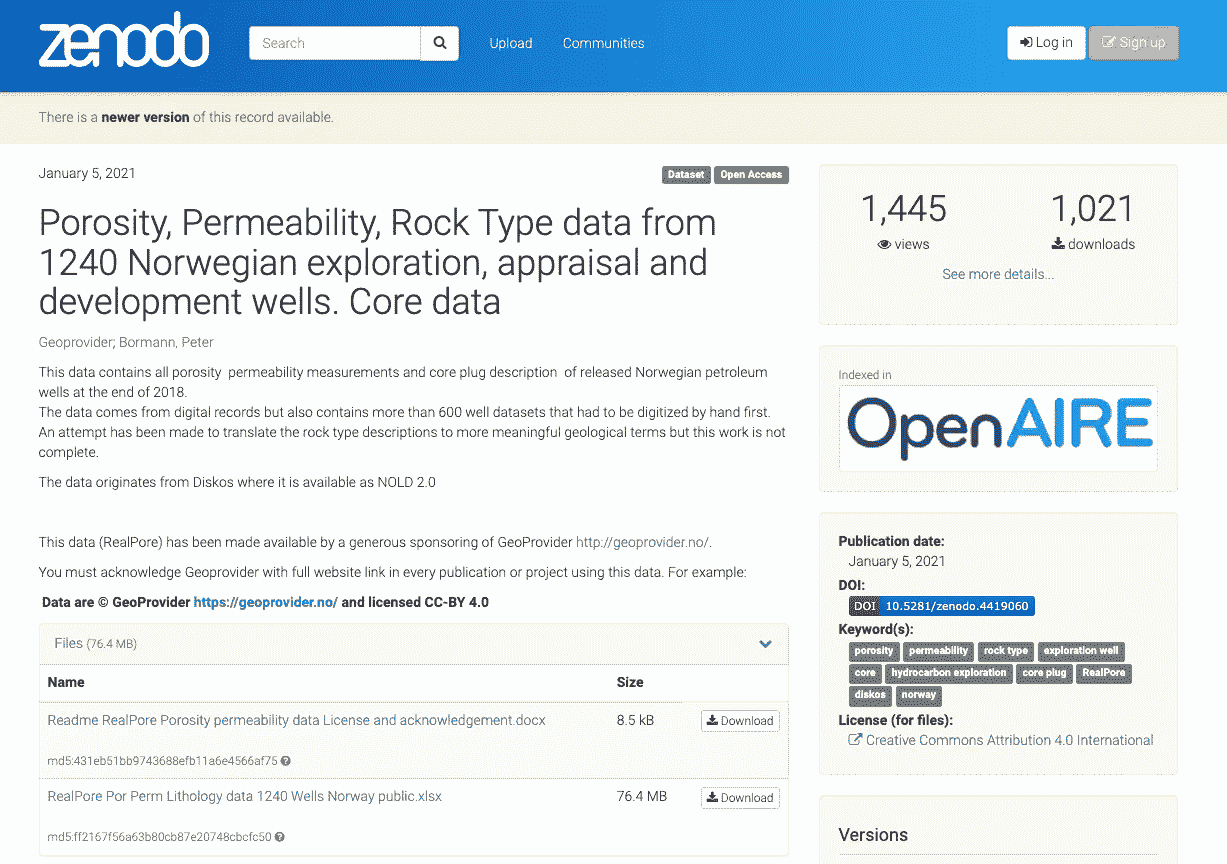 zenodo
Search
Upload
Communities
Log in
Sign up
There is a newer version of this record available.
January 5, 2021
Dataset
Open Access
Porosity, Permeability, Rock Type data from
1240 Norwegian exploration, appraisal and
development wells. Core data
Geoprovider; Bormann, Peter
This data contains all porosity permeability measurements and core plug description of released Norwegian petroleum
wells at the end of 2018.
The data comes from digital records but also contains more than 600 well datasets that had to be digitized by hand first.
An attempt has been made to translate the rock type descriptions to more meaningful geological terms but this work is not
complete.
The data originates from Diskos where it is available as NOLD 2.0
This data (RealPore) has been made available by a generous sponsoring of GeoProvider http://geoprovider.no/.
You must acknowledge Geoprovider with full website link in every publication or project using this data. For example:
Data are © GeoProvider https://geoprovider.no/ and licensed CC-BY 4.0
Files (76.4 MB)
Name Size
Readme RealPore Porosity permeability data License and acknowledgement.docx 8.5 kB Download
md5:431eb51bb9743688efb11a6e4566af75
RealPore Por Perm Lithology data 1240 Wells Norway public.xlsx 76.4 MB Download
md5:ff2167f56a63b80cb87e20748cbcfc50
1,445 1,021
views downloads
See more details...
Indexed in
OpenAIRE
Publication date:
January 5, 2021
DOI:
DOI 10.5281/zenodo.4419060
Keyword(s):
porosity permeability rock type exploration well
core hydrocarbon exploration core plug RealPore
diskos norway
License (for files):
Creative Commons Attribution 4.0 International
Versions